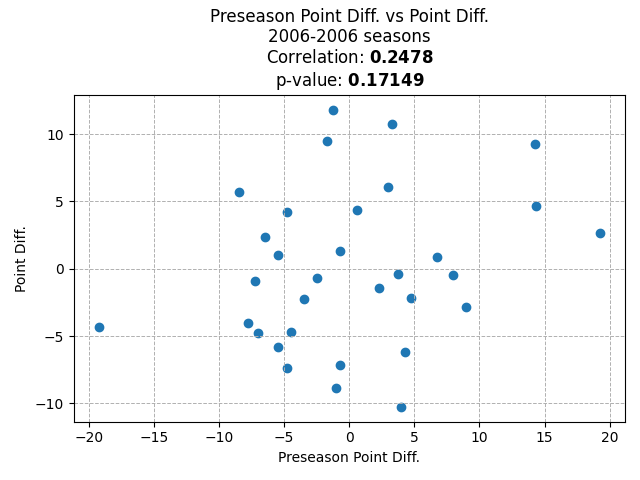 Preseason Point Diff. vs Point Diff.
2006-2006 seasons
Correlation: 0.2478
p-value: 0.17149
Point Diff.
10
5
0
−5
−10
−20
−15
−10
−5
0
5
10
15
20
Preseason Point Diff.